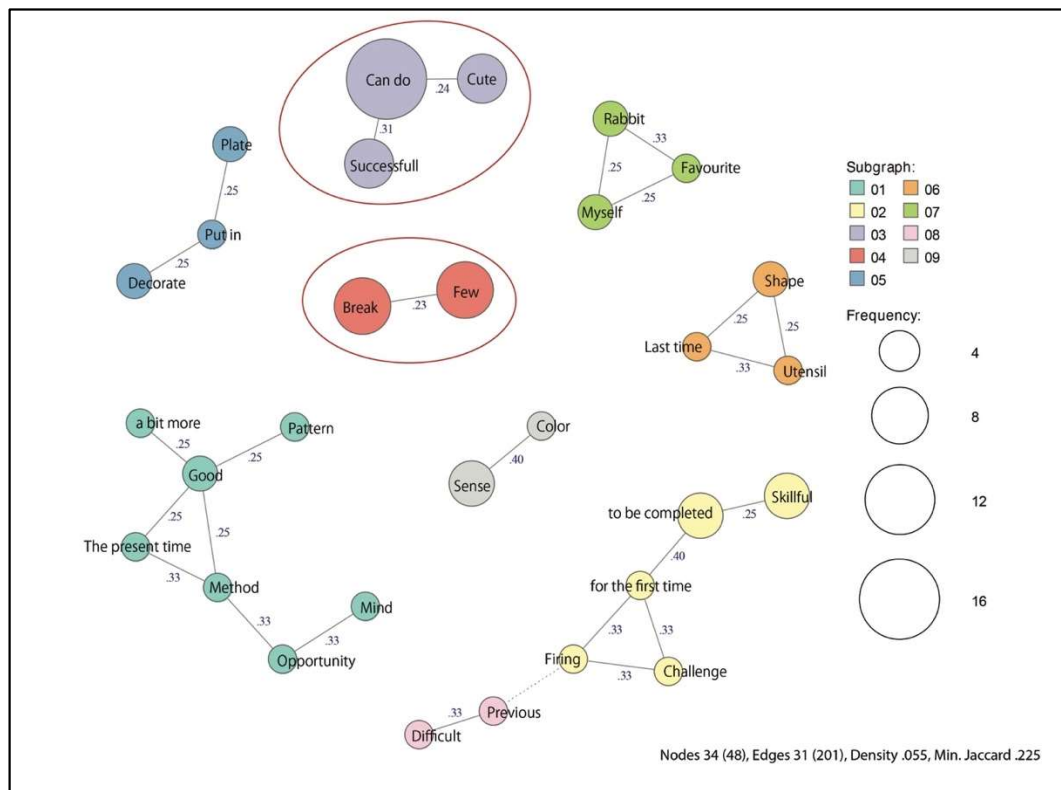 Can do
.24
Cute
.31
Successfull
Plate
.25
Put in
.25
Decorate
Rabbit
.33
.25
Favourite
.25
Myself
Subgraph:
01 06
02 07
03 08
04 09
05
Break
.23
Few
Shape
.25
.25
Last time
.33
Utensil
Frequency:
4
8
12
16
a bit more
.25
Pattern
.25
Good
.25
.25
The present time
.33
Method
.33
Mind
.33
Opportunity
Color
.40
Sense
Skillful
.25
to be completed
.40
for the first time
.33
.33
Firing
.33
Challenge
Previous
.33
Difficult
Nodes 34 (48), Edges 31 (201), Density .055, Min. Jaccard .225